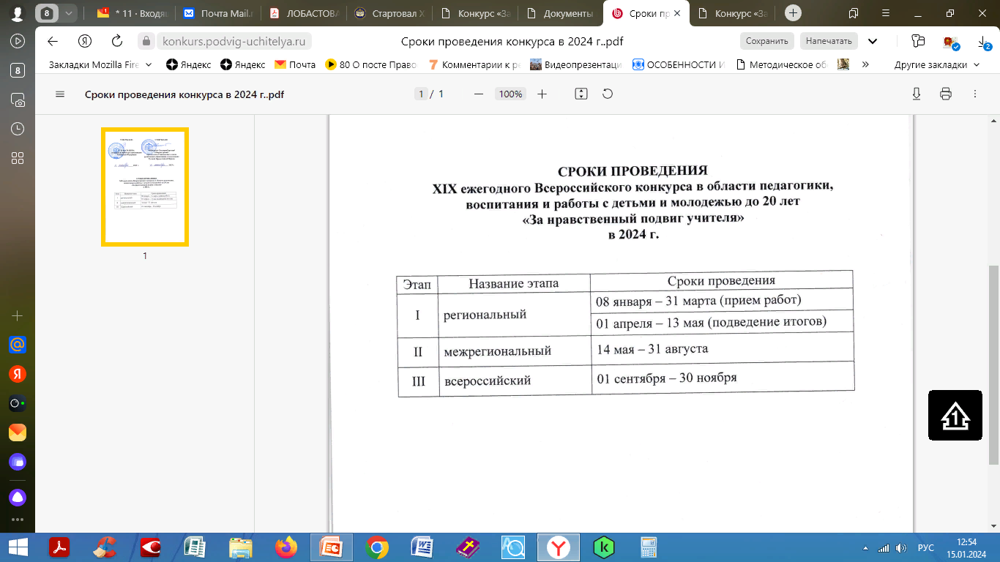 8
* 11 · Входящ
Почта Mail.r
ЛОБАСТОВА
Стартовал X
Конкурс «За
Документы
Сроки пр
Конкурс «За
konkurs.podvig-uchitelya.ru
Сроки проведения конкурса в 2024 г..pdf
Сохранить
Напечатать
2
Закладки Mozilla Fire
Яндекс
Яндекс
Почта
80 О посте Право
Комментарии к ре
Видеопрезентаци
ОСОБЕННОСТИ И
Методическое об
Другие закладки
8
Сроки проведения конкурса в 2024 г..pdf
1 / 1
100%
1
СРОКИ ПРОВЕДЕНИЯ
XIX ежегодного Всероссийского конкурса в области педагогики,
воспитания и работы с детьми и молодежью до 20 лет
«За нравственный подвиг учителя»
в 2024 г.
Этап Название этапа Сроки проведения
I региональный 08 января – 31 марта (прием работ)
01 апреля – 13 мая (подведение итогов)
II межрегиональный 14 мая – 31 августа
III всероссийский 01 сентября – 30 ноября
1
РУС
12:54
15.01.2024